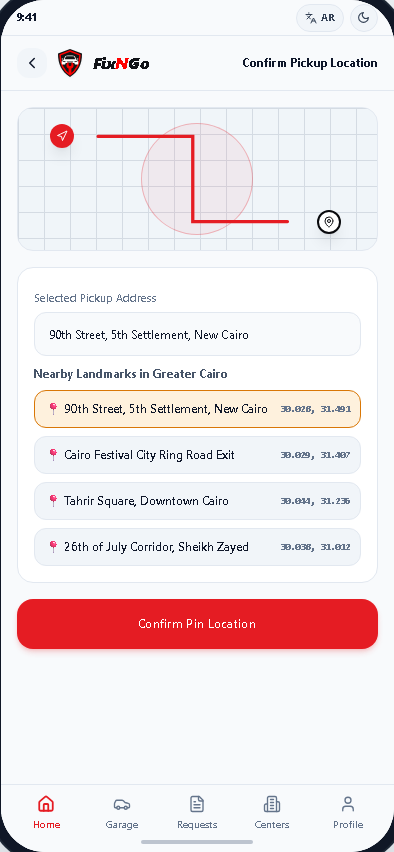 9:41
AR
FixNGo
Confirm Pickup Location
Selected Pickup Address
90th Street, 5th Settlement, New Cairo
Nearby Landmarks in Greater Cairo
90th Street, 5th Settlement, New Cairo 30.028, 31.491
Cairo Festival City Ring Road Exit 30.029, 31.407
Tahrir Square, Downtown Cairo 30.044, 31.236
26th of July Corridor, Sheikh Zayed 30.038, 31.012
Confirm Pin Location
Home Garage Requests Centers Profile